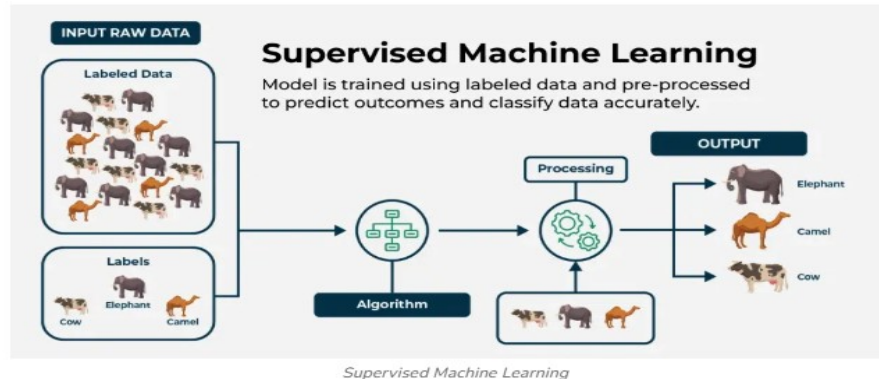 INPUT RAW DATA
Labeled Data
Supervised Machine Learning
Model is trained using labeled data and pre-processed
to predict outcomes and classify data accurately.
Labels
Cow
Elephant
Camel
Algorithm
Processing
OUTPUT
Elephant
Camel
Cow
Supervised Machine Learning